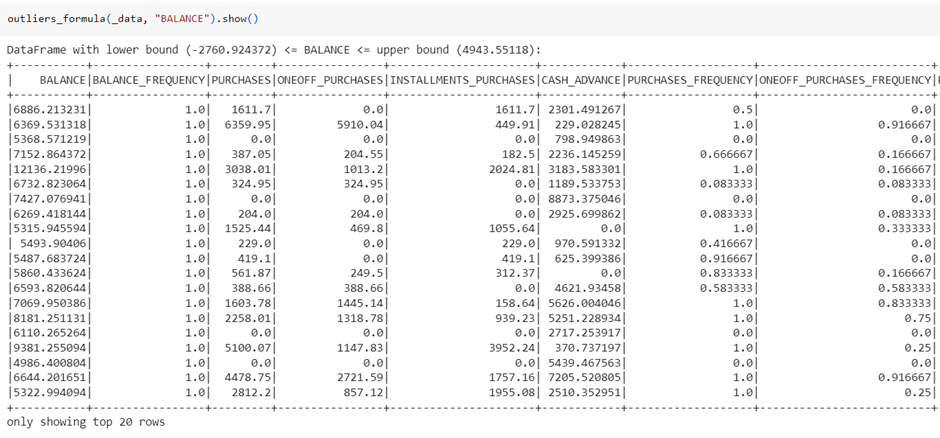 outliers_formula(_data, "BALANCE").show()
DataFrame with lower bound (-2760.924372) <= BALANCE <= upper bound (4943.55118):
+-----------+-----------------+---------+----------------+----------------------+------------+-------------------+--------------------------+
|    BALANCE|BALANCE_FREQUENCY|PURCHASES|ONEOFF_PURCHASES|INSTALLMENTS_PURCHASES|CASH_ADVANCE|PURCHASES_FREQUENCY|ONEOFF_PURCHASES_FREQUENCY|
+-----------+-----------------+---------+----------------+----------------------+------------+-------------------+--------------------------+
|6886.213231|              1.0|   1611.7|             0.0|                1611.7| 2301.491267|                0.5|                       0.0|
|6369.531318|              1.0|  6359.95|         5910.04|                449.91|  229.028245|                1.0|                  0.916667|
|5368.571219|              1.0|      0.0|             0.0|                   0.0|  798.949863|                0.0|                       0.0|
|7152.864372|              1.0|   387.05|          204.55|                 182.5| 2236.145259|           0.666667|                  0.166667|
|12136.21996|              1.0|  3038.01|          1013.2|               2024.81| 3183.583301|                1.0|                  0.166667|
|6732.823064|              1.0|   324.95|          324.95|                   0.0| 1189.533753|           0.083333|                  0.083333|
|7427.076941|              1.0|      0.0|             0.0|                   0.0| 8873.375046|                0.0|                       0.0|
|6269.418144|              1.0|    204.0|           204.0|                   0.0| 2925.699862|           0.083333|                  0.083333|
|5315.945594|              1.0|  1525.44|           469.8|               1055.64|         0.0|                1.0|                  0.333333|
| 5493.90406|              1.0|    229.0|             0.0|                 229.0|  970.591332|           0.416667|                       0.0|
|5487.683724|              1.0|    419.1|             0.0|                 419.1|  625.399386|           0.916667|                       0.0|
|5860.433624|              1.0|   561.87|           249.5|                312.37|         0.0|           0.833333|                  0.166667|
|6593.820644|              1.0|   388.66|          388.66|                   0.0|  4621.93458|           0.583333|                  0.583333|
|7069.950386|              1.0|  1603.78|         1445.14|                158.64| 5626.004046|                1.0|                  0.833333|
|8181.251131|              1.0|  2258.01|         1318.78|                939.23| 5251.228934|                1.0|                      0.75|
|6110.265264|              1.0|      0.0|             0.0|                   0.0| 2717.253917|                0.0|                       0.0|
|9381.255094|              1.0|  5100.07|         1147.83|               3952.24|  370.737197|                1.0|                      0.25|
|4986.400804|              1.0|      0.0|             0.0|                   0.0| 5439.467563|                0.0|                       0.0|
|6644.201651|              1.0|  4478.75|         2721.59|               1757.16| 7205.520805|                1.0|                  0.916667|
|5322.994094|              1.0|   2812.2|          857.12|               1955.08| 2510.352951|                1.0|                      0.25|
+-----------+-----------------+---------+----------------+----------------------+------------+-------------------+--------------------------+
only showing top 20 rows